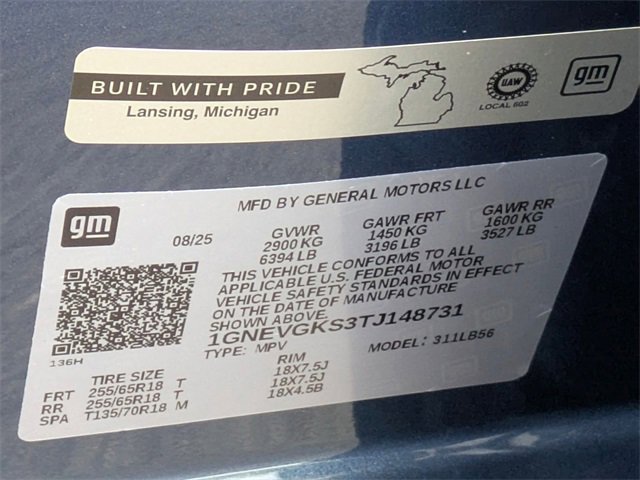 BUILT WITH PRIDE
Lansing, Michigan
UAW
LOCAL 602
gm
gm
MFD BY GENERAL MOTORS LLC
08/25
GVWR
2900 KG
6394 LB
GAWR FRT
1450 KG
3196 LB
GAWR RR
1600 KG
3527 LB
THIS VEHICLE CONFORMS TO ALL
APPLICABLE U.S. FEDERAL MOTOR
VEHICLE SAFETY STANDARDS IN EFFECT
ON THE DATE OF MANUFACTURE
SHOWN ABOVE.
1GNEVGKS3TJ148731
TYPE: MPV
MODEL: 311LB56
136H
TIRE SIZE RIM
FRT 255/65R18 T 18X7.5J
RR 255/65R18 T 18X7.5J
SPA T135/70R18 M 18X4.5B